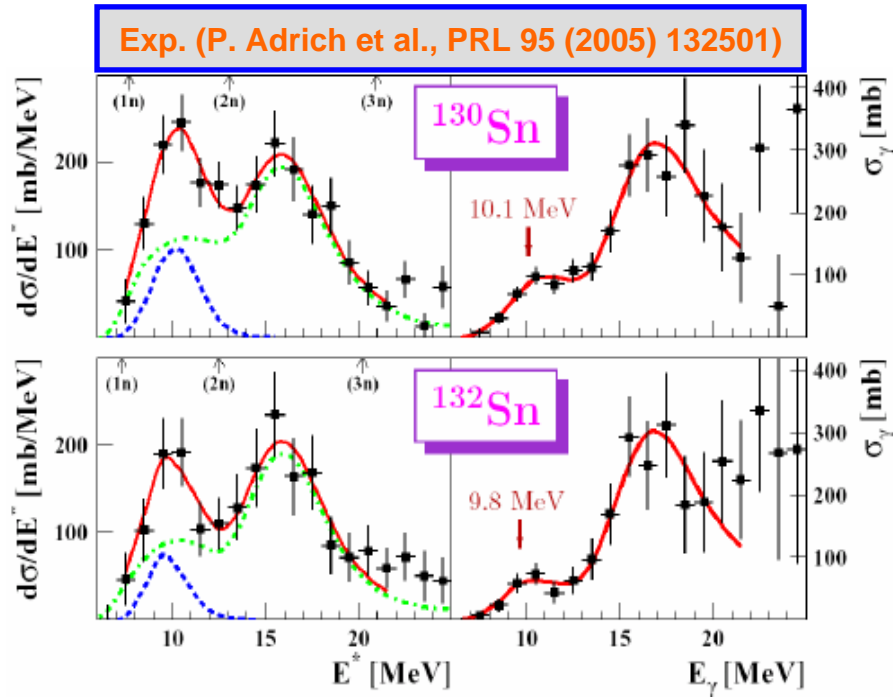 Exp. (P. Adrich et al., PRL 95 (2005) 132501)
(1n) (2n) (3n)
¹³⁰Sn
dσ/dE* [mb/MeV]
200
100
10.1 MeV
400
300
200
100
σγ [mb]
(1n) (2n) (3n)
¹³²Sn
dσ/dE* [mb/MeV]
200
100
9.8 MeV
400
300
200
100
σγ [mb]
10 15 20 10 15 20
E* [MeV] Eγ [MeV]